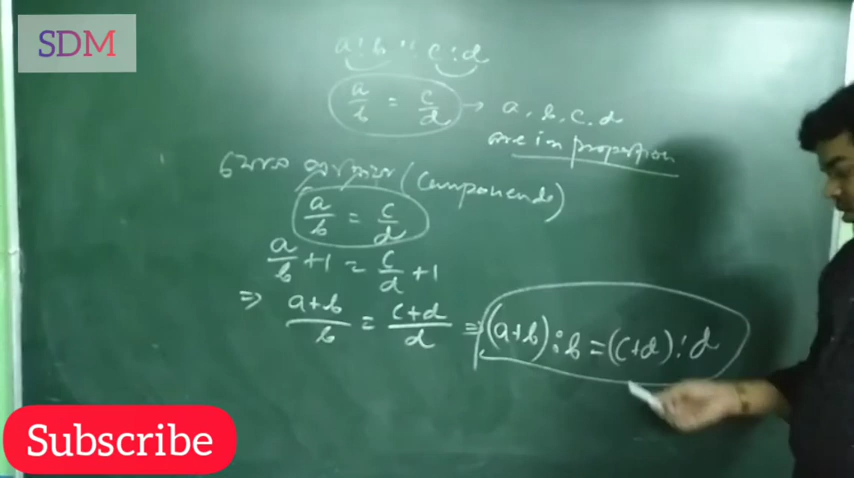 SDM
a : b :: c : d
a/b = c/d → a, b, c, d
are in proportion
(Componendo)
a/b = c/d
a/b + 1 = c/d + 1
⇒ (a+b)/b = (c+d)/d ⇒ (a+b) : b = (c+d) : d
Subscribe